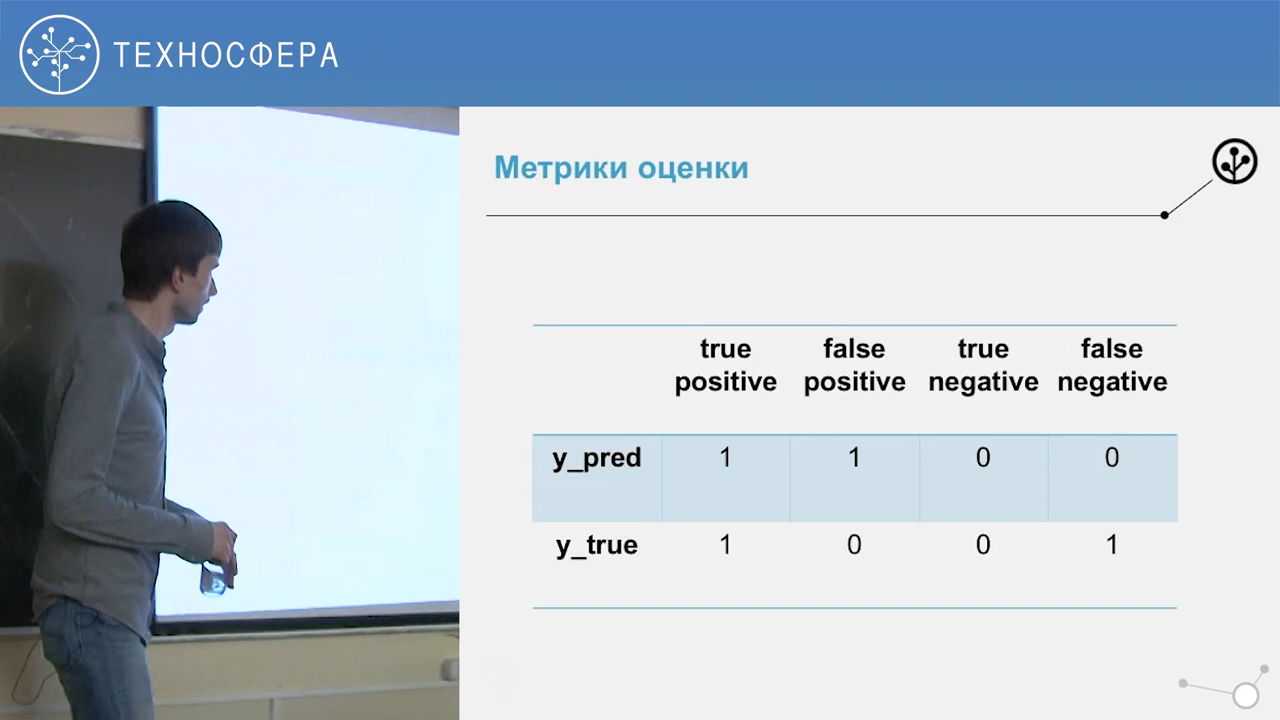 ТЕХНОСФЕРА
Метрики оценки
true positive false positive true negative false negative
y_pred 1 1 0 0
y_true 1 0 0 1